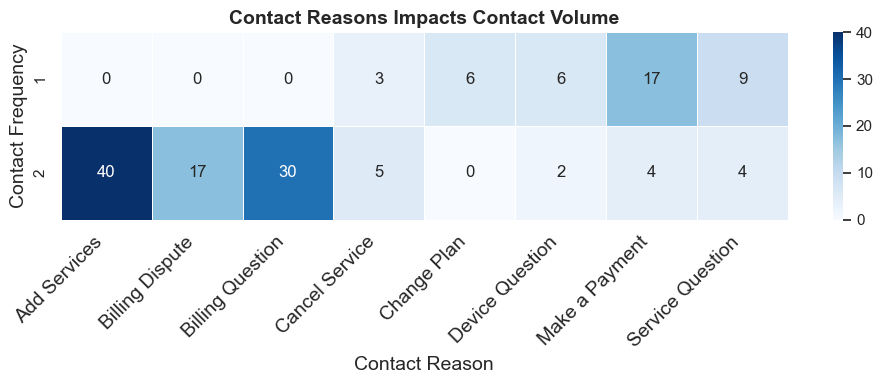 Contact Reasons Impacts Contact Volume
Contact Frequency
1
0 0 0 3 6 6 17 9
2
40 17 30 5 0 2 4 4
Add Services
Billing Dispute
Billing Question
Cancel Service
Change Plan
Device Question
Make a Payment
Service Question
Contact Reason
40
30
20
10
0